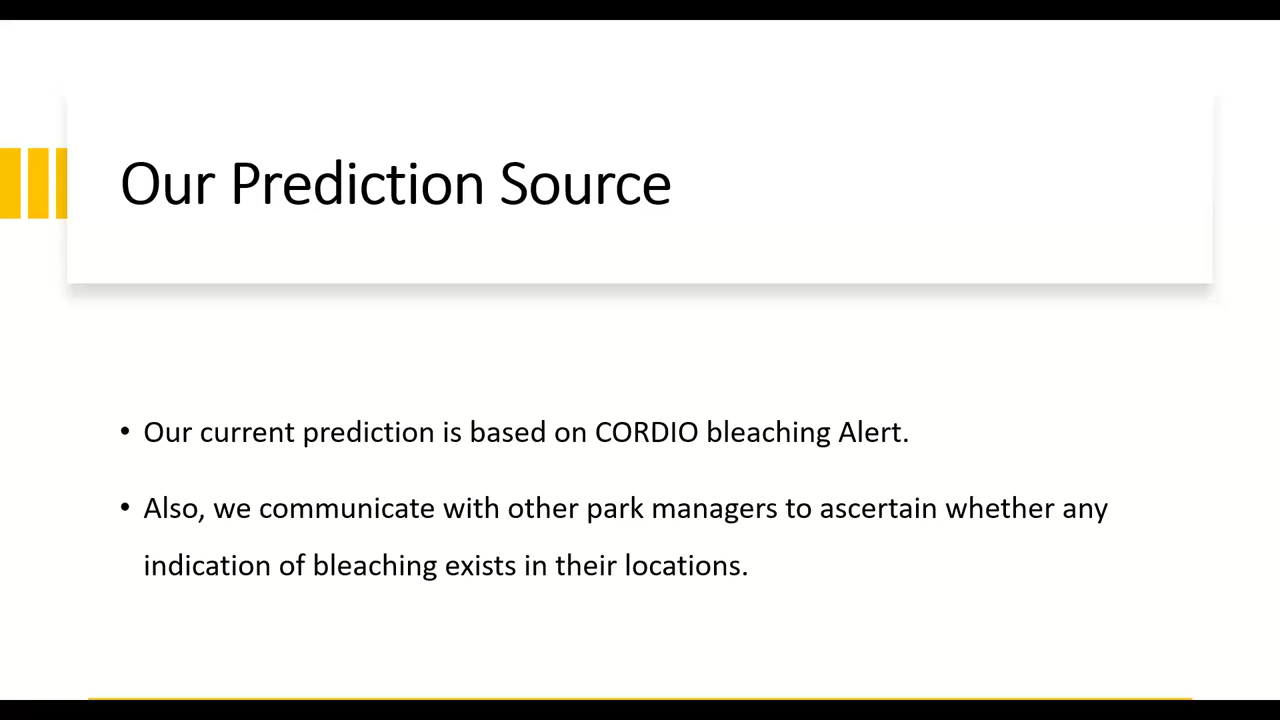 Our Prediction Source
• Our current prediction is based on CORDIO bleaching Alert.
• Also, we communicate with other park managers to ascertain whether any
indication of bleaching exists in their locations.